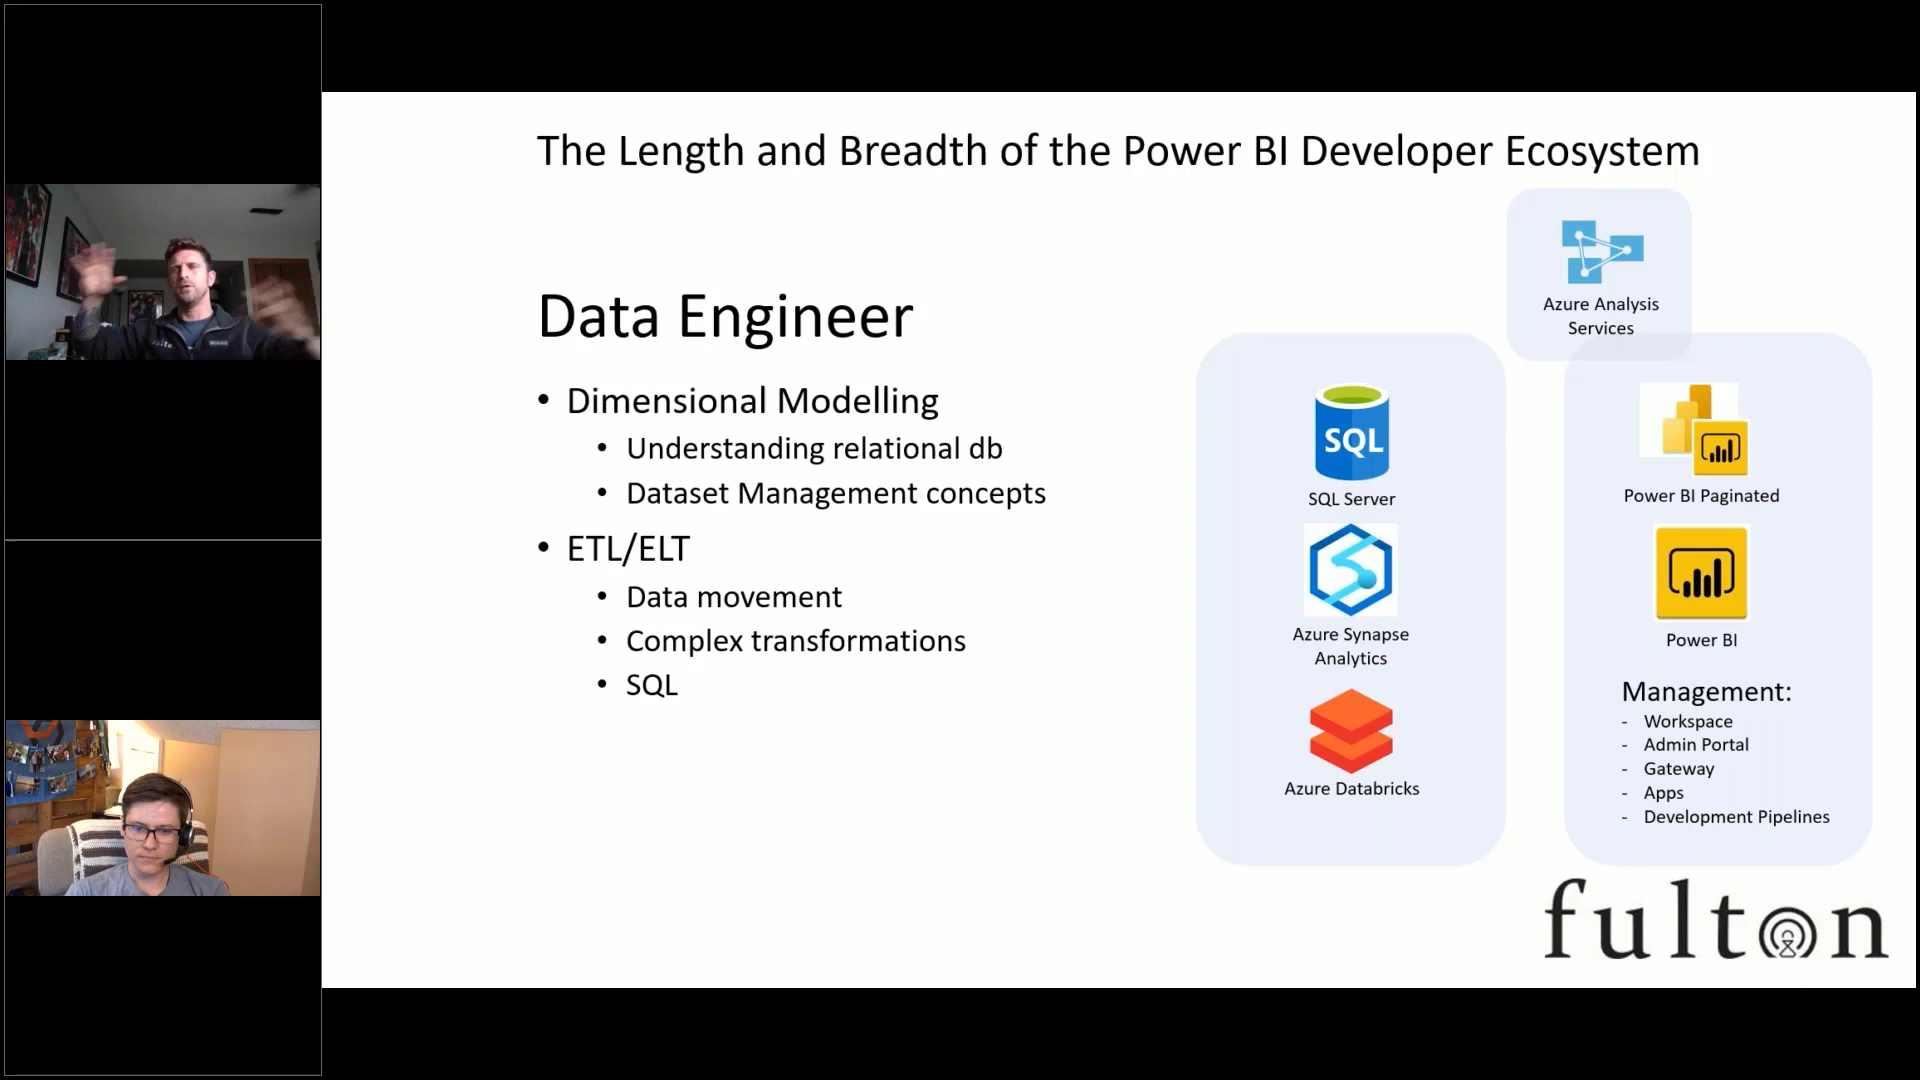 The Length and Breadth of the Power BI Developer Ecosystem
Data Engineer
• Dimensional Modelling
• Understanding relational db
• Dataset Management concepts
• ETL/ELT
• Data movement
• Complex transformations
• SQL
Azure Analysis
Services
SQL
SQL Server
Azure Synapse
Analytics
Azure Databricks
Power BI Paginated
Power BI
Management:
- Workspace
- Admin Portal
- Gateway
- Apps
- Development Pipelines
fulton